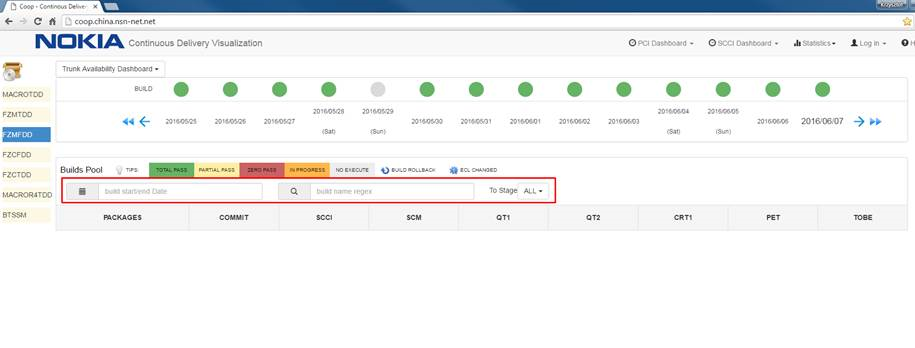 Coop - Continous Deliver
Krzysztof
coop.china.nsn-net.net
NOKIA Continuous Delivery Visualization
PCI Dashboard
SCCI Dashboard
Statistics
Log in
H
MACROTDD
FZMTDD
FZMFDD
FZCFDD
FZCTDD
MACROR4TDD
BTSSM
Trunk Availability Dashboard
BUILD
2016/05/25
2016/05/26
2016/05/27
2016/05/28
(Sat)
2016/05/29
(Sun)
2016/05/30
2016/05/31
2016/06/01
2016/06/02
2016/06/03
2016/06/04
(Sat)
2016/06/05
(Sun)
2016/06/06
2016/06/07
Builds Pool
TIPS:
TOTAL PASS
PARTIAL PASS
ZERO PASS
IN PROGRESS
NO EXECUTE
BUILD ROLLBACK
ECL CHANGED
build start/end Date
build name regex
To Stage
ALL
PACKAGES
COMMIT
SCCI
SCM
QT1
QT2
CRT1
PET
TOBE